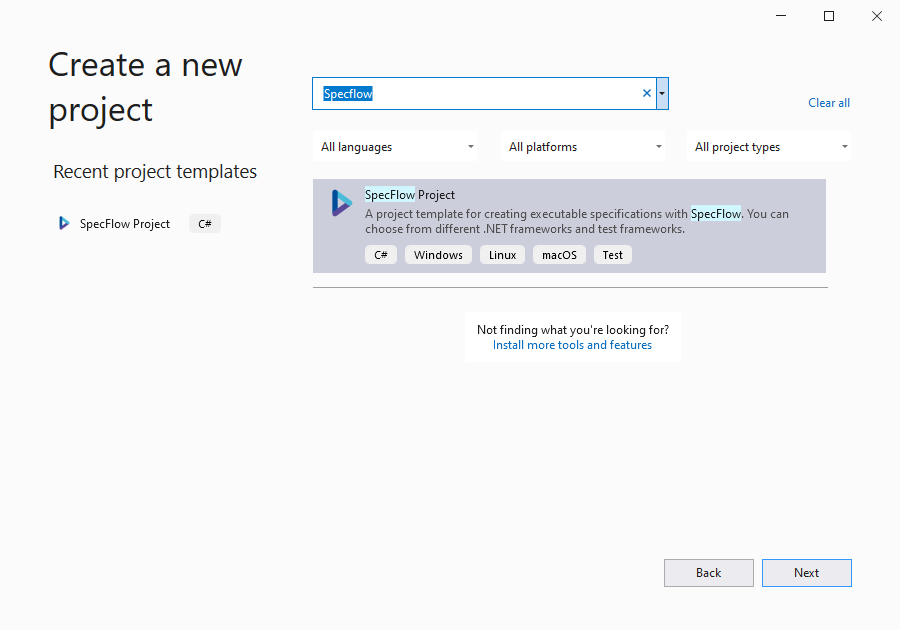 Create a new
project
Recent project templates
SpecFlow Project C#
Specflow
Clear all
All languages All platforms All project types
SpecFlow Project
A project template for creating executable specifications with SpecFlow. You can
choose from different .NET frameworks and test frameworks.
C# Windows Linux macOS Test
Not finding what you're looking for?
Install more tools and features
Back Next